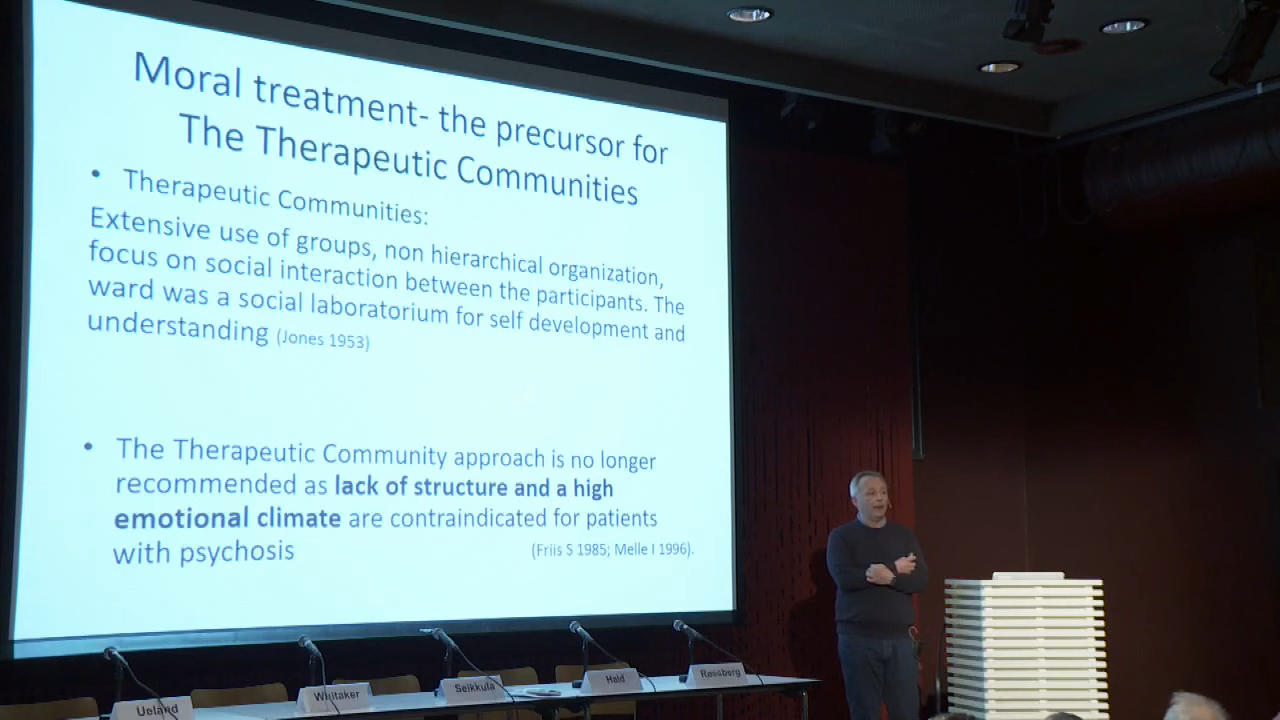 Moral treatment- the precursor for
The Therapeutic Communities
• Therapeutic Communities:
Extensive use of groups, non hierarchical organization,
focus on social interaction between the participants. The
ward was a social laboratorium for self development and
understanding (Jones 1953)
• The Therapeutic Community approach is no longer
recommended as lack of structure and a high
emotional climate are contraindicated for patients
with psychosis (Friis S 1985; Melle I 1996).
Ueland
Whitaker
Seikkula
Hald
Røssberg